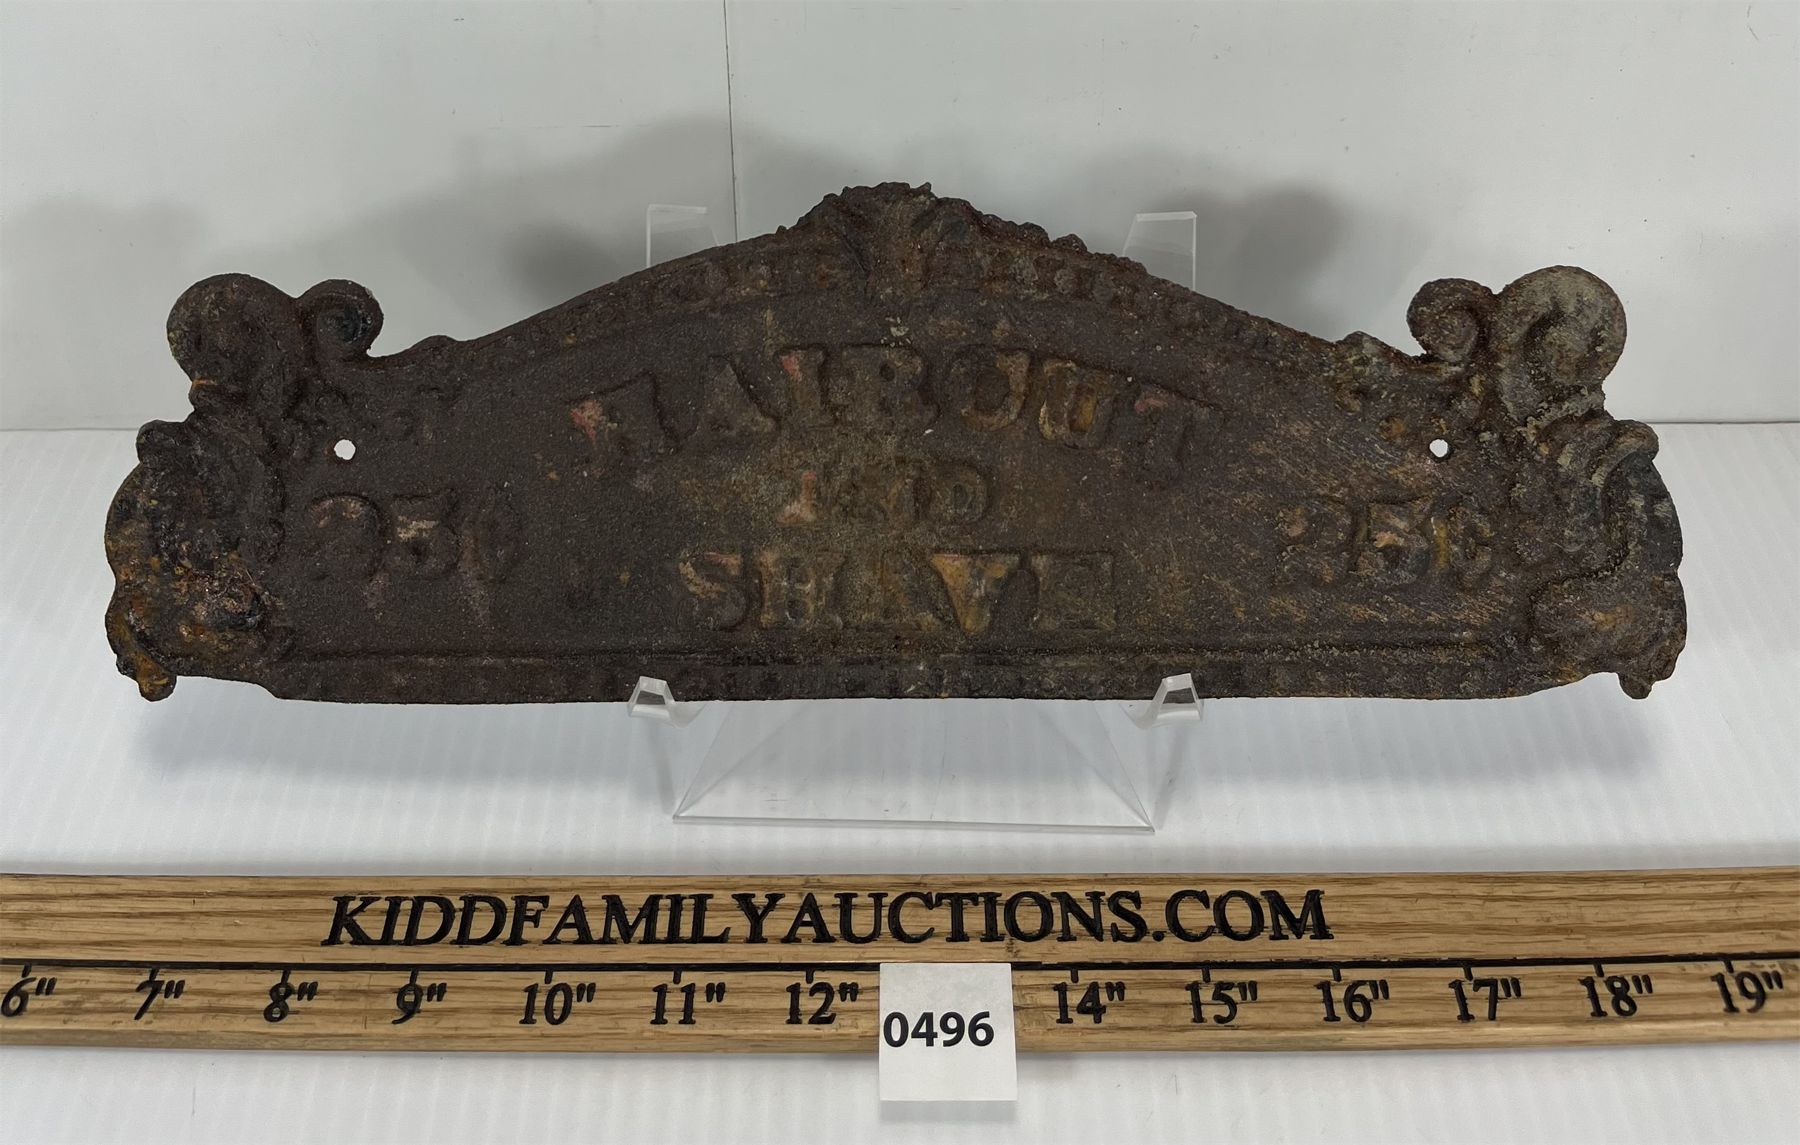 HAIRCUT
AND
25¢ SHAVE 25¢
KIDDFAMILYAUCTIONS.COM
6" 7" 8" 9" 10" 11" 12" 14" 15" 16" 17" 18" 19"
0496